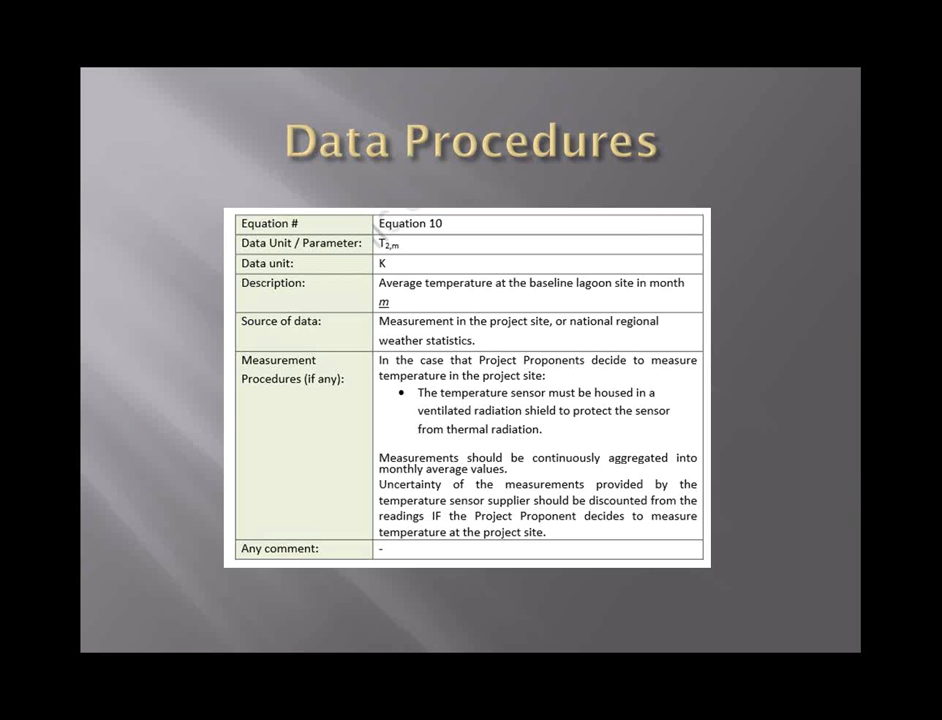 Data Procedures
Equation # Equation 10
Data Unit / Parameter: T2,m
Data unit: K
Description: Average temperature at the baseline lagoon site in month
m
Source of data: Measurement in the project site, or national regional
weather statistics.
Measurement In the case that Project Proponents decide to measure
Procedures (if any): temperature in the project site:
• The temperature sensor must be housed in a
ventilated radiation shield to protect the sensor
from thermal radiation.
Measurements should be continuously aggregated into
monthly average values.
Uncertainty of the measurements provided by the
temperature sensor supplier should be discounted from the
readings IF the Project Proponent decides to measure
temperature at the project site.
Any comment: -